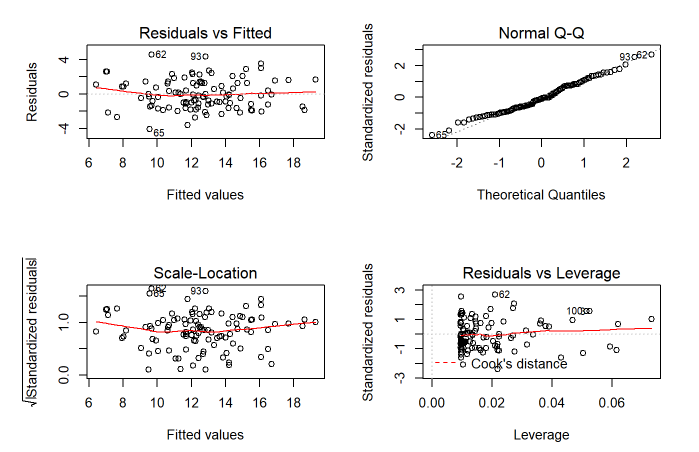 Residuals vs Fitted
Residuals
4
0
-4
62
93
65
6 8 10 12 14 16 18
Fitted values
Normal Q-Q
Standardized residuals
2
0
-2
93
62
65
-2 -1 0 1 2
Theoretical Quantiles
Scale-Location
√|Standardized residuals|
1.0
0.0
62
65
93
6 8 10 12 14 16 18
Fitted values
Residuals vs Leverage
Standardized residuals
3
1
-1
-3
62
Cook's distance
0.00 0.02 0.04 0.06
Leverage